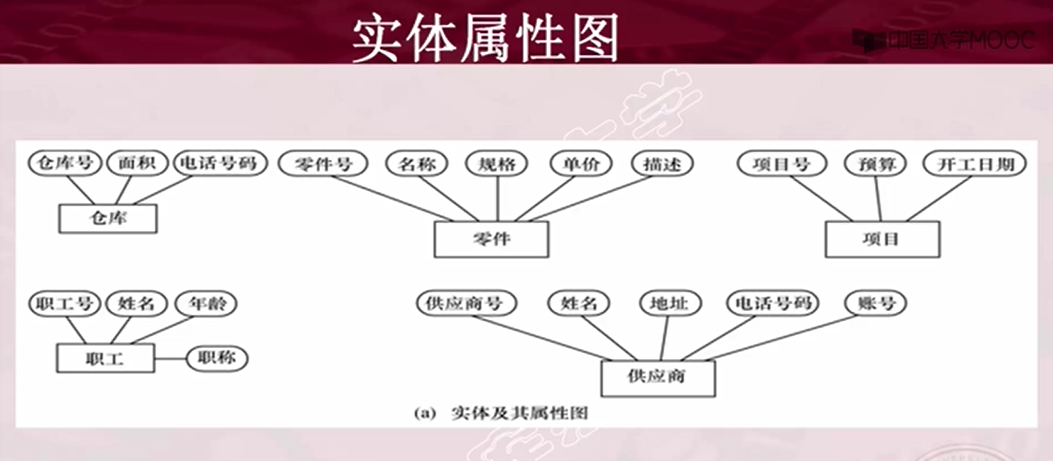 实体属性图
中国大学MOOC
仓库号 面积 电话号码 零件号 名称 规格 单价 描述 项目号 预算 开工日期
仓库 零件 项目
职工号 姓名 年龄 供应商号 姓名 地址 电话号码 账号
职工 职称 供应商
(a) 实体及其属性图